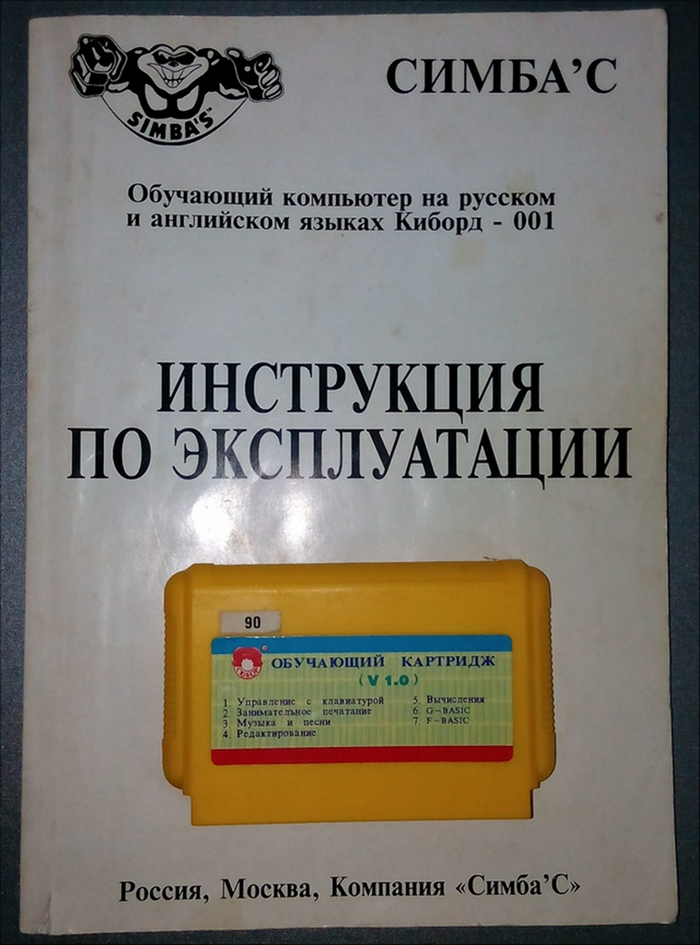 SIMBA'S™
СИМБА’С
Обучающий компьютер на русском
и английском языках Киборд - 001
ИНСТРУКЦИЯ
ПО ЭКСПЛУАТАЦИИ
90
ОБУЧАЮЩИЙ КАРТРИДЖ
(V 1.0)
1. Управление с клавиатурой
2. Занимательное печатание
3. Музыка и песни
4. Редактирование
5. Вычисления
6. G-BASIC
7. F-BASIC
Россия, Москва, Компания «Симба’С»